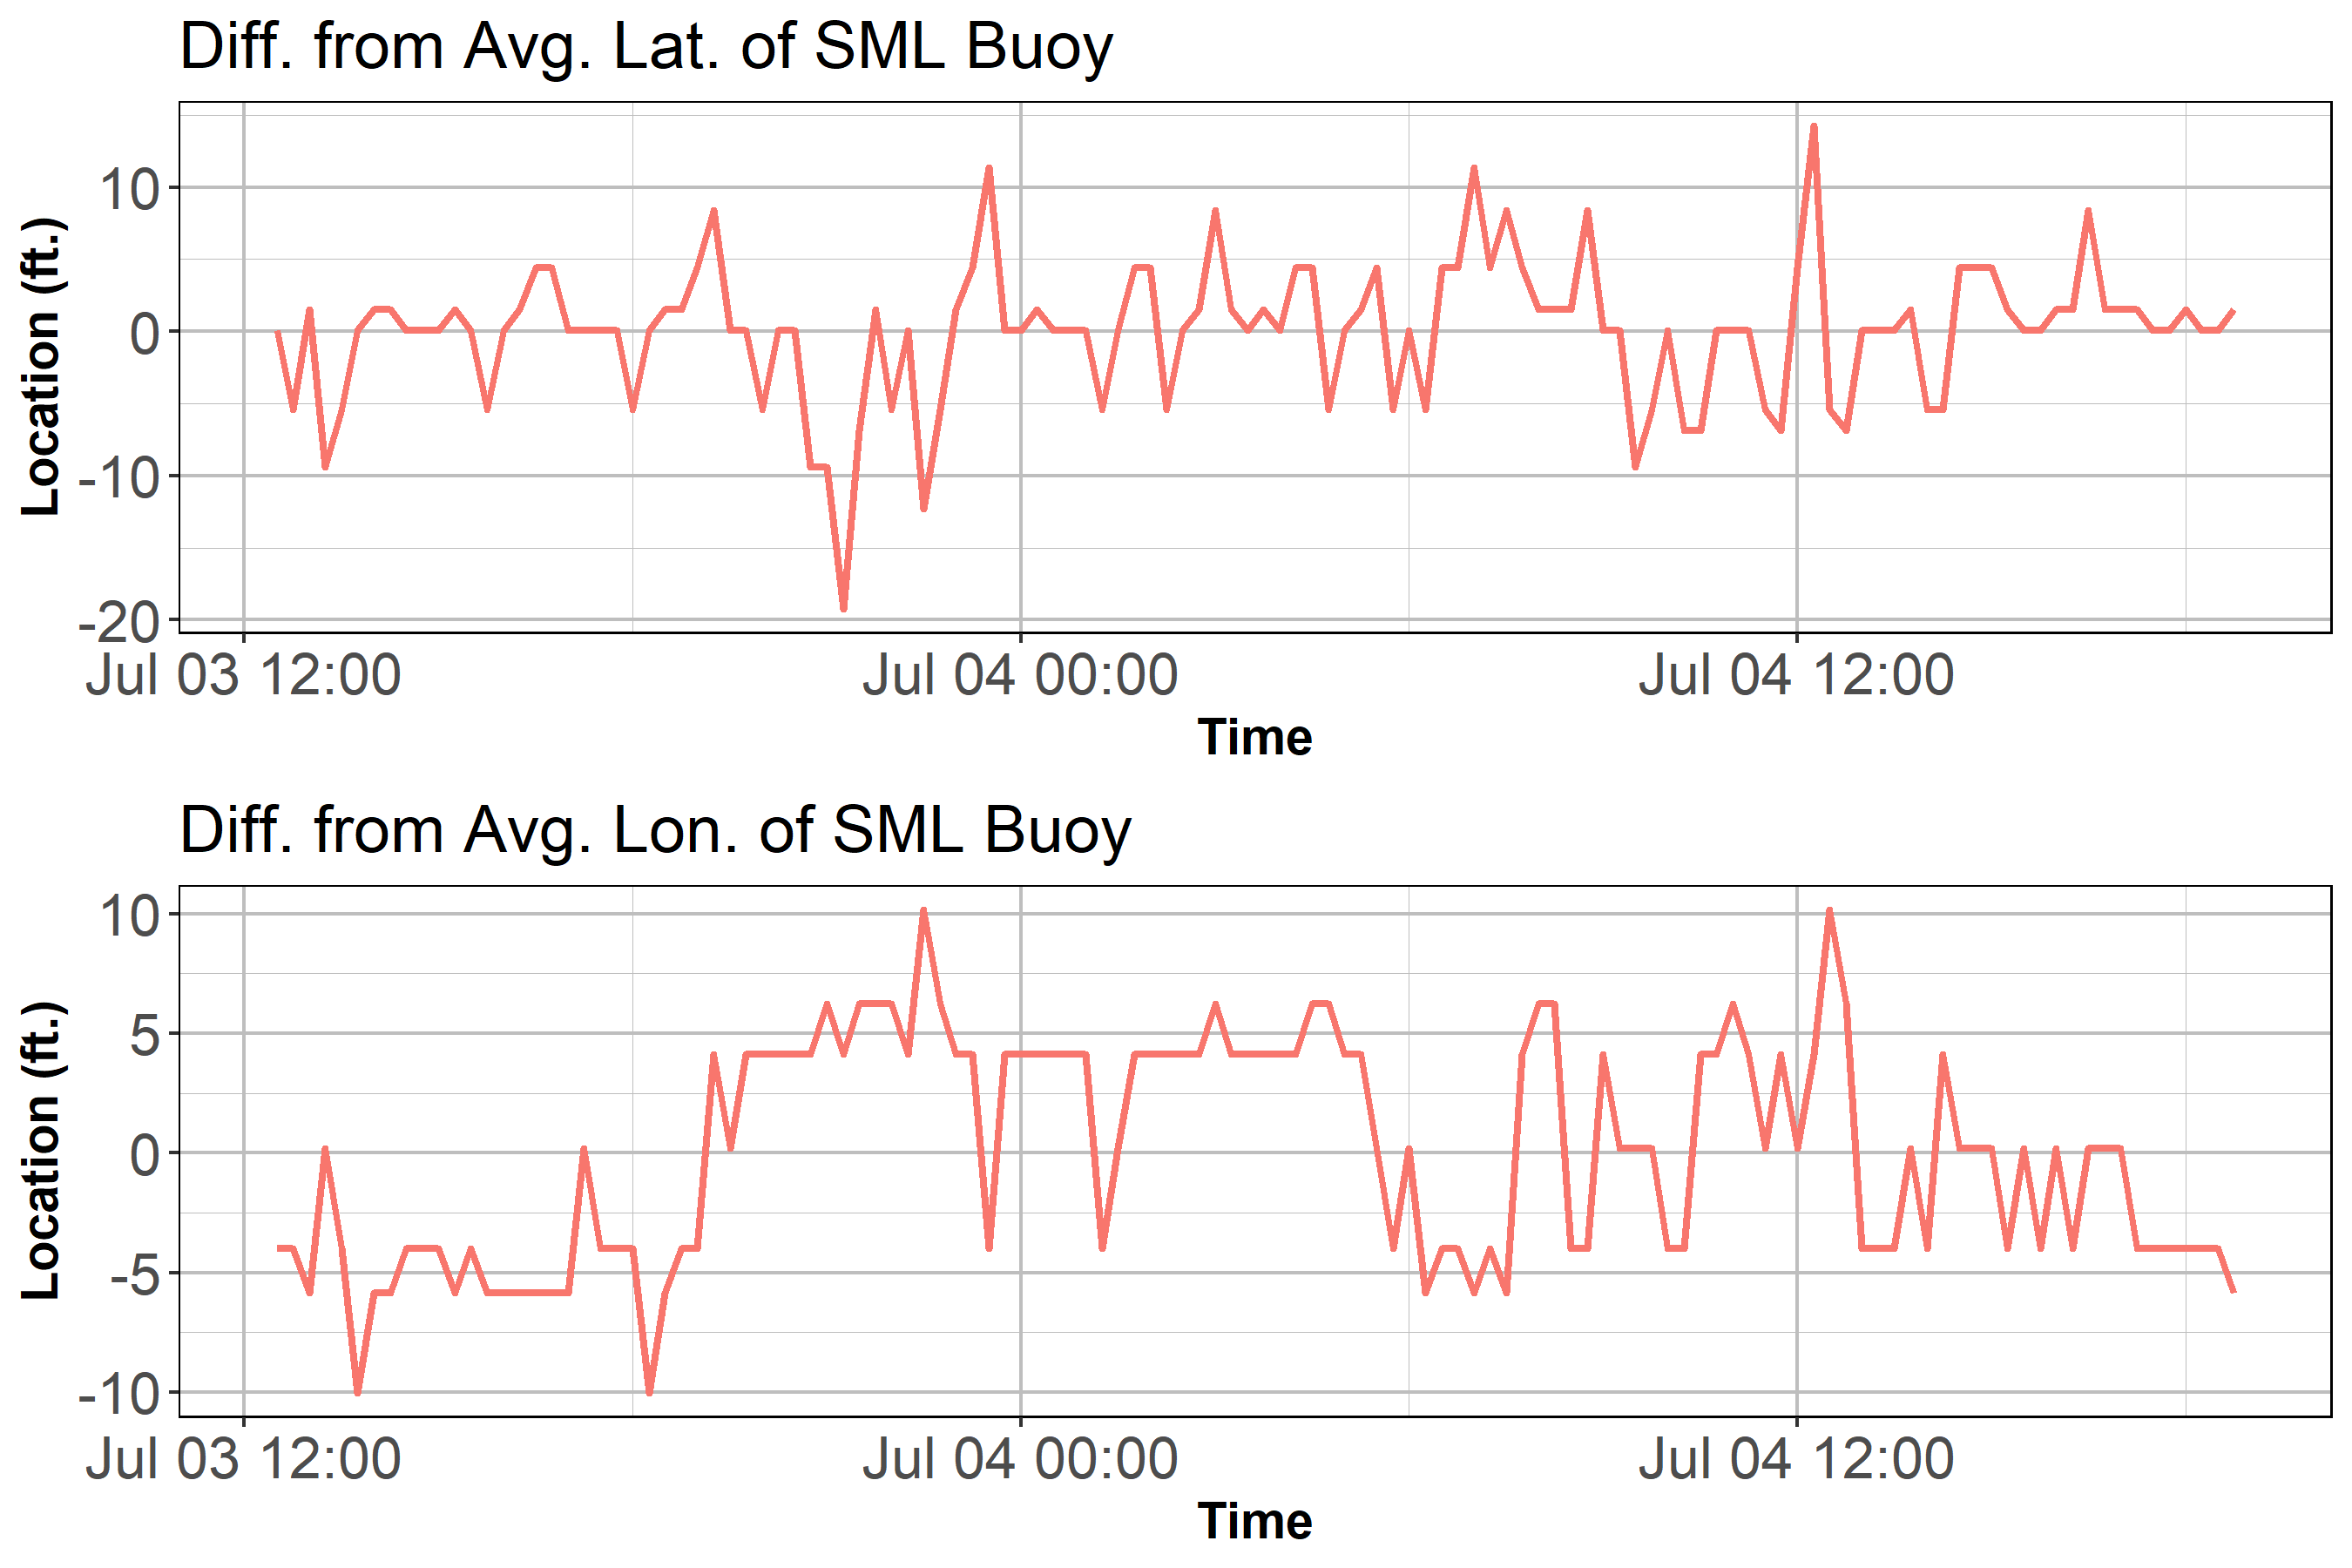 Diff. from Avg. Lat. of SML Buoy
Location (ft.)
10
0
-10
-20
Jul 03 12:00 Jul 04 00:00 Jul 04 12:00
Time
Diff. from Avg. Lon. of SML Buoy
Location (ft.)
10
5
0
-5
-10
Jul 03 12:00 Jul 04 00:00 Jul 04 12:00
Time